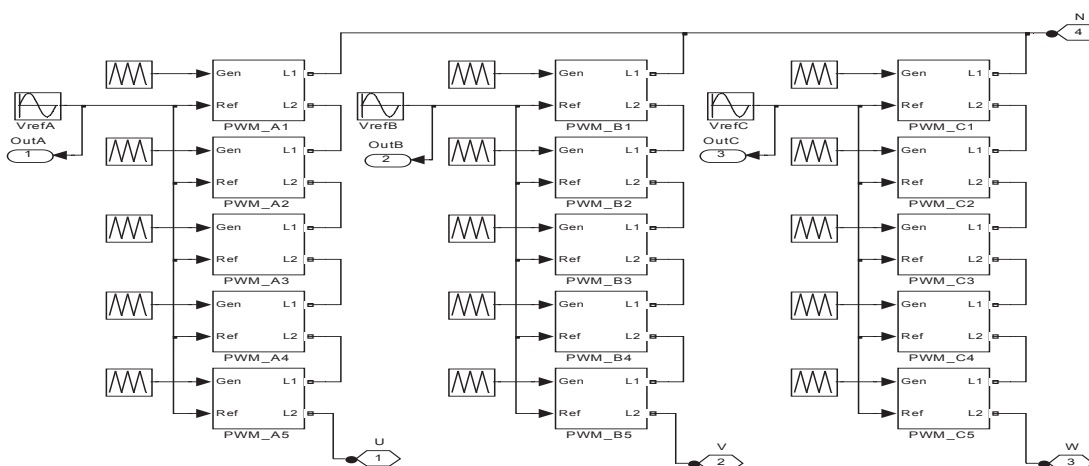 N
4
Gen L1
Ref L2
PWM_A1
VrefA
OutA
1
Gen L1
Ref L2
PWM_A2
Gen L1
Ref L2
PWM_A3
Gen L1
Ref L2
PWM_A4
Gen L1
Ref L2
PWM_A5
U
1
Gen L1
Ref L2
PWM_B1
VrefB
OutB
2
Gen L1
Ref L2
PWM_B2
Gen L1
Ref L2
PWM_B3
Gen L1
Ref L2
PWM_B4
Gen L1
Ref L2
PWM_B5
V
2
Gen L1
Ref L2
PWM_C1
VrefC
OutC
3
Gen L1
Ref L2
PWM_C2
Gen L1
Ref L2
PWM_C3
Gen L1
Ref L2
PWM_C4
Gen L1
Ref L2
PWM_C5
W
3